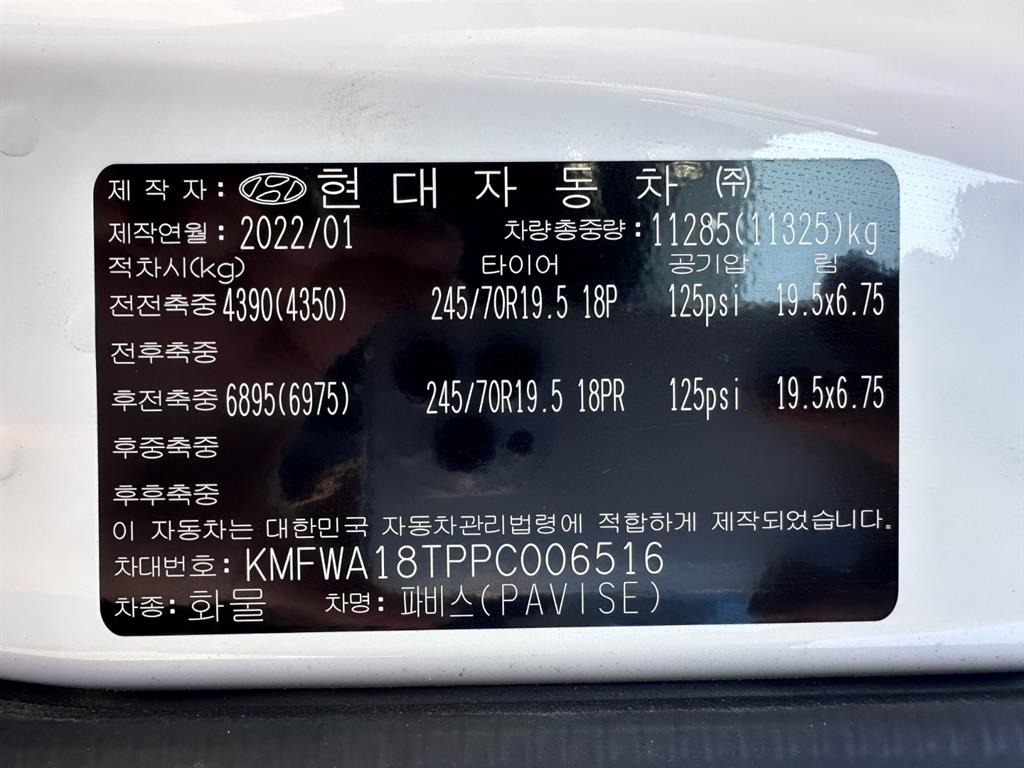 제 작 자 : 현 대 자 동 차 ㈜
제작연월 : 2022/01 차량총중량 : 11285(11325)kg
적차시(kg) 타이어 공기압 림
전전축중 4390(4350) 245/70R19.5 18P 125psi 19.5x6.75
전후축중
후전축중 6895(6975) 245/70R19.5 18PR 125psi 19.5x6.75
후중축중
후후축중
이 자동차는 대한민국 자동차관리법령에 적합하게 제작되었습니다.
차대번호 : KMFWA18TPPC006516
차종 : 화물 차명 : 파비스(PAVISE)